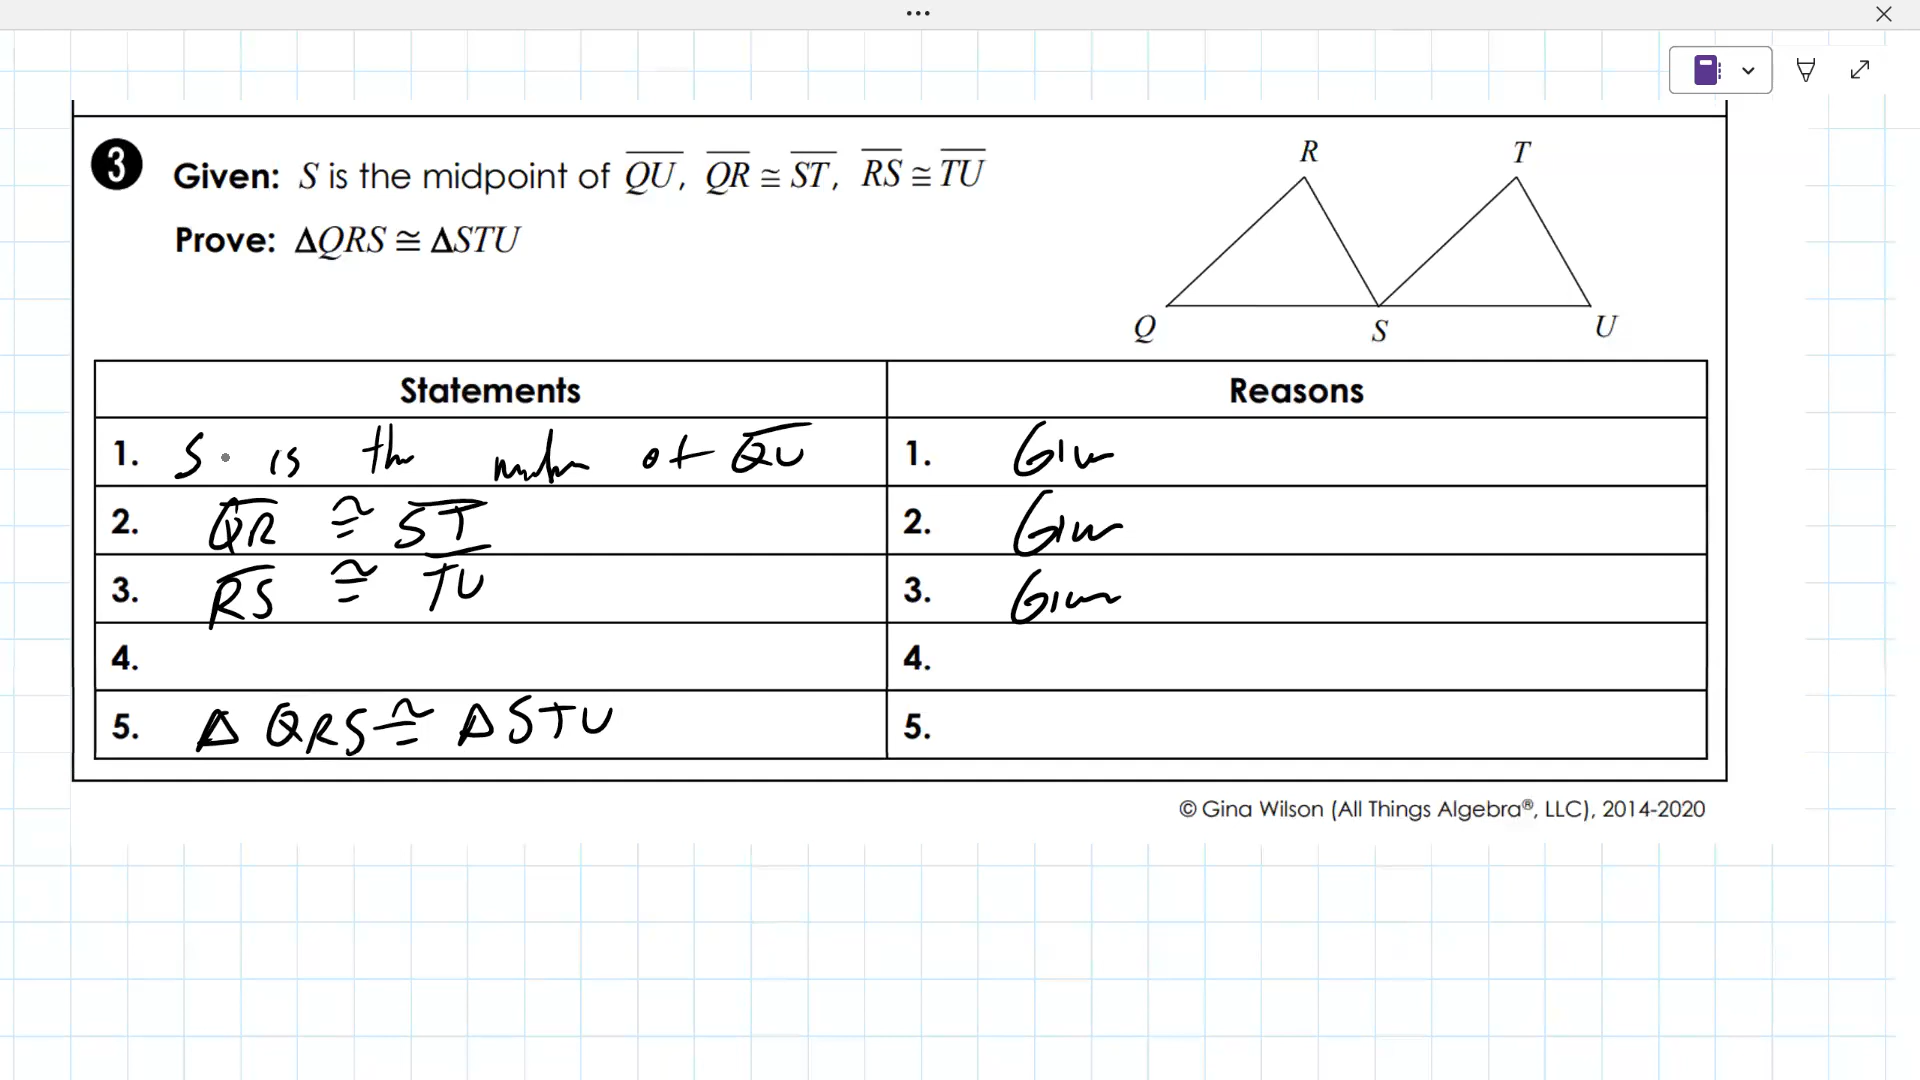 3 Given: S is the midpoint of QU, QR ≅ ST, RS ≅ TU
Prove: ΔQRS ≅ ΔSTU
R T
Q S U
Statements Reasons
1. S is the of QU 1.
2. QR ≅ ST 2.
3. RS ≅ TU 3.
4. 4.
5. Δ QRS ≅ Δ STU 5.
© Gina Wilson (All Things Algebra®, LLC), 2014-2020